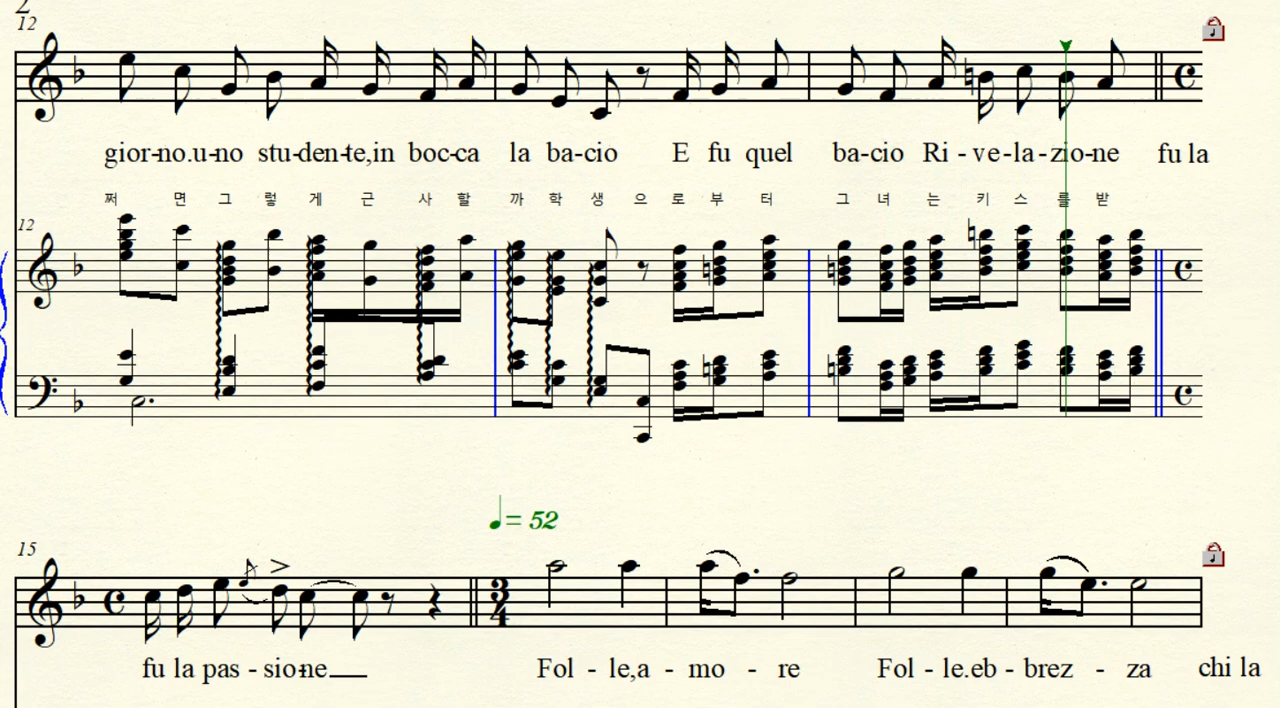 2
12
gior-no.u-no stu-den-te,in boc-ca la ba-cio E fu quel ba-cio Ri - ve-la-zio-ne fu la
쩌 면 그 렇 게 근 사 할 까 학 생 으 로 부 터 그 녀 는 키 스 를 받
12
= 52
15
3
4
fu la pas - sio-ne
Fol - le,a - mo - re Fol - le.eb - brez - za chi la